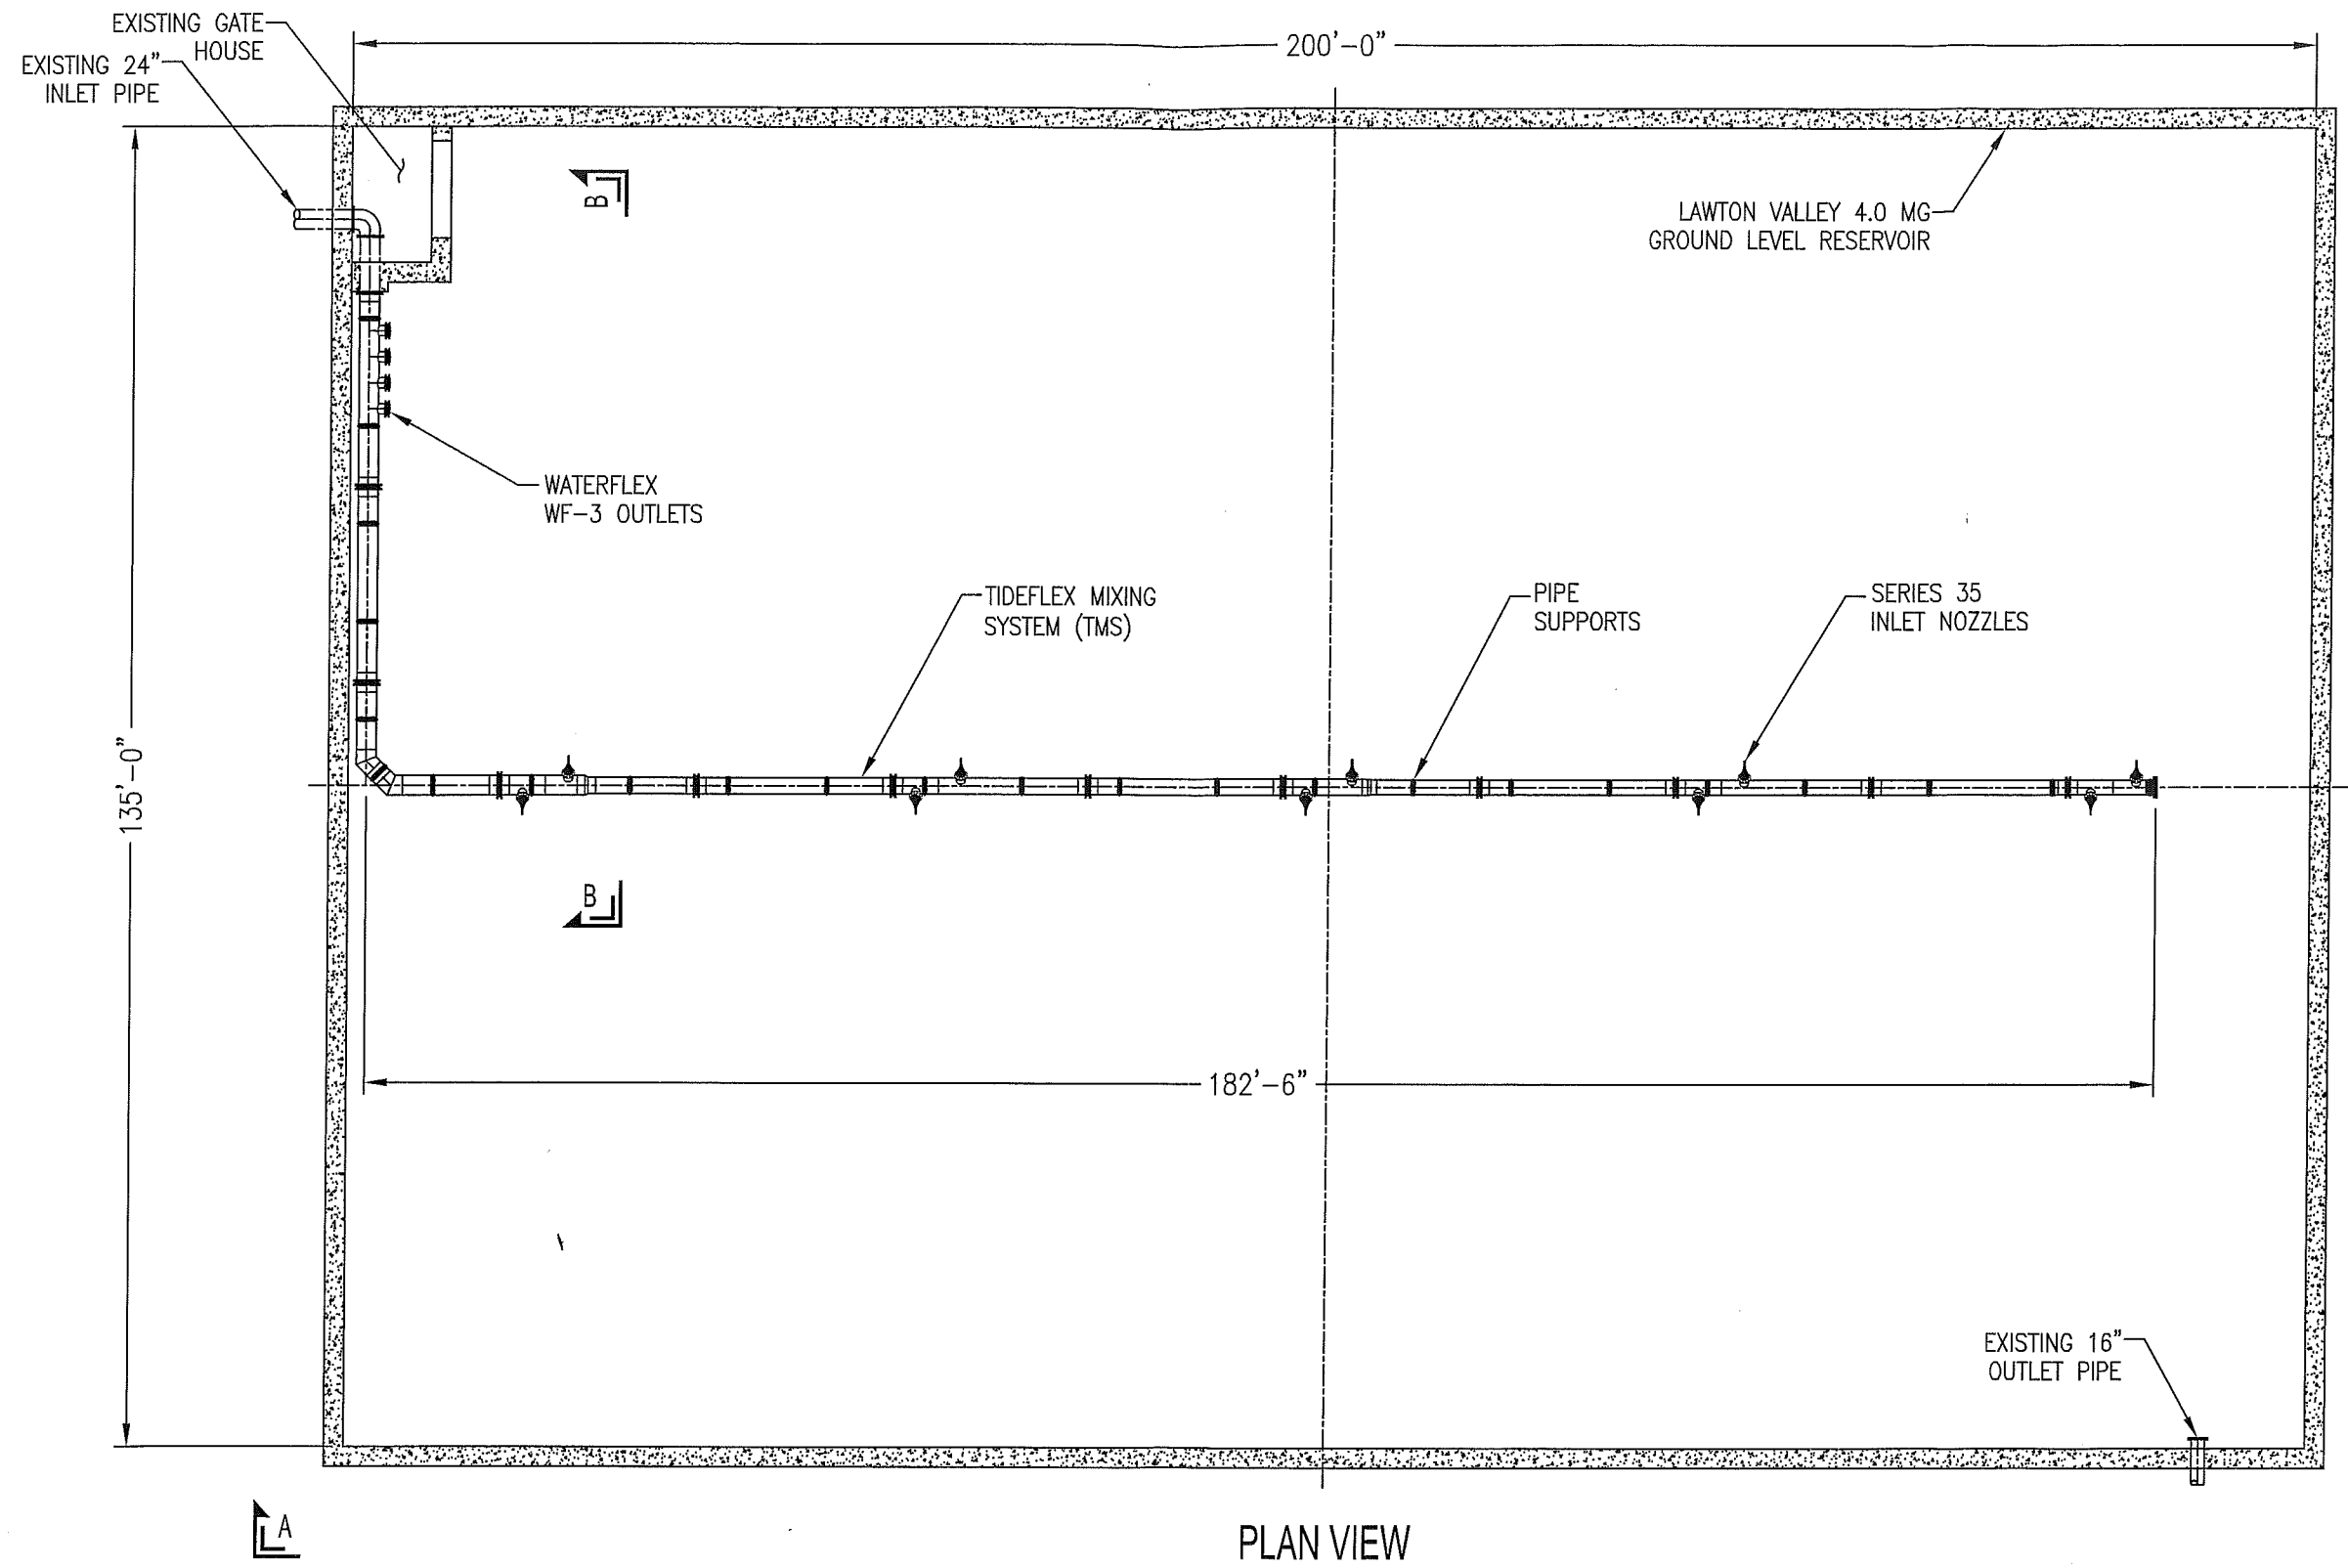 EXISTING GATE
HOUSE
EXISTING 24"
INLET PIPE
200'-0"
B
LAWTON VALLEY 4.0 MG
GROUND LEVEL RESERVOIR
WATERFLEX
WF-3 OUTLETS
TIDEFLEX MIXING
SYSTEM (TMS)
PIPE
SUPPORTS
SERIES 35
INLET NOZZLES
135'-0"
B
182'-6"
EXISTING 16"
OUTLET PIPE
A
PLAN VIEW